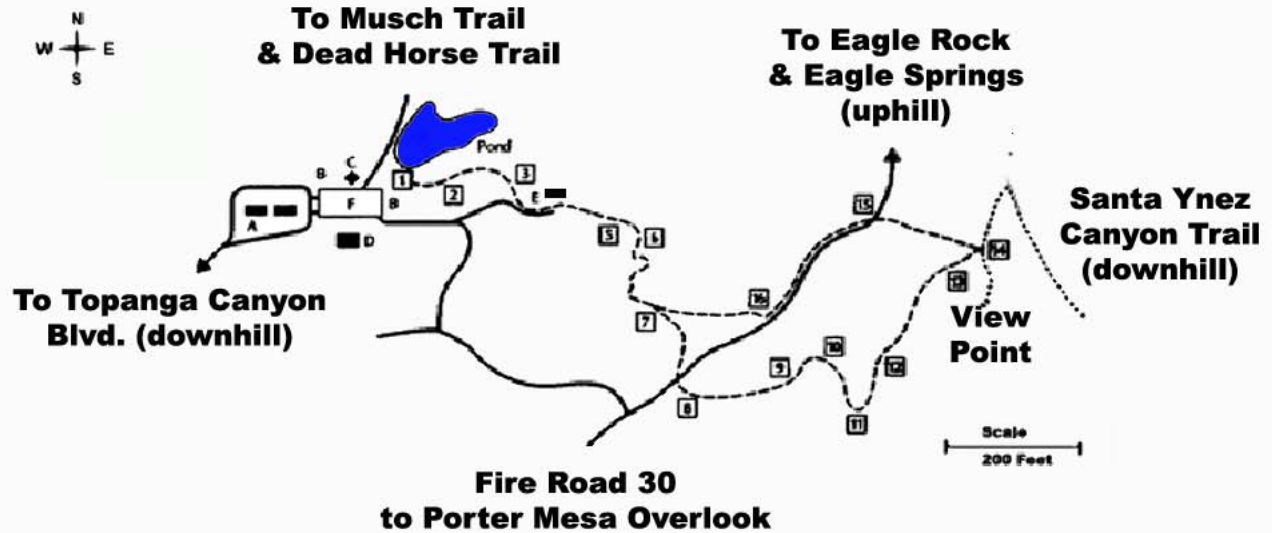 N
W E
S
To Musch Trail
& Dead Horse Trail
To Eagle Rock
& Eagle Springs
(uphill)
Pond
C
B
1
2
3
F
B
E
A
D
5
6
15
14
Santa Ynez
Canyon Trail
(downhill)
13
View
Point
To Topanga Canyon
Blvd. (downhill)
16
7
9
10
12
8
11
Scale
200 Feet
Fire Road 30
to Porter Mesa Overlook